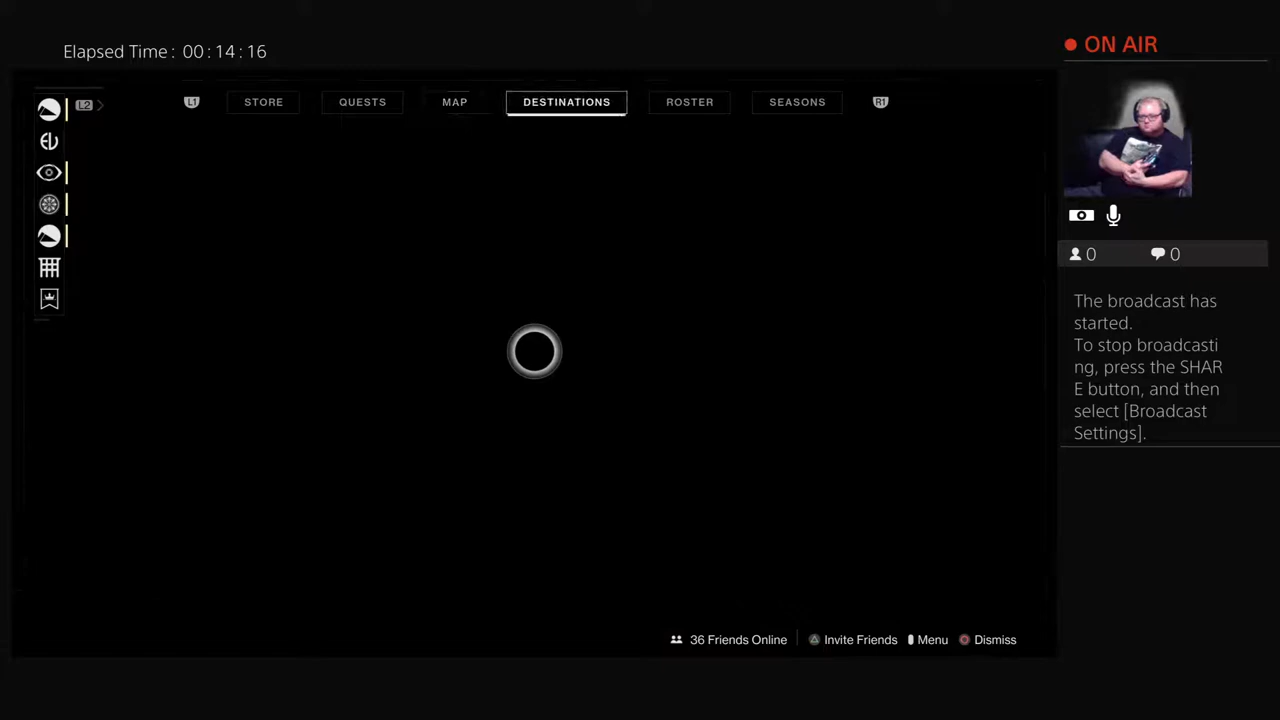 Elapsed Time: 00:14:16
ON AIR
L2
L1
STORE
QUESTS
MAP
DESTINATIONS
ROSTER
SEASONS
R1
0
0
The broadcast has
started.
To stop broadcasti
ng, press the SHAR
E button, and then
select [Broadcast
Settings].
36 Friends Online
Invite Friends
Menu
Dismiss